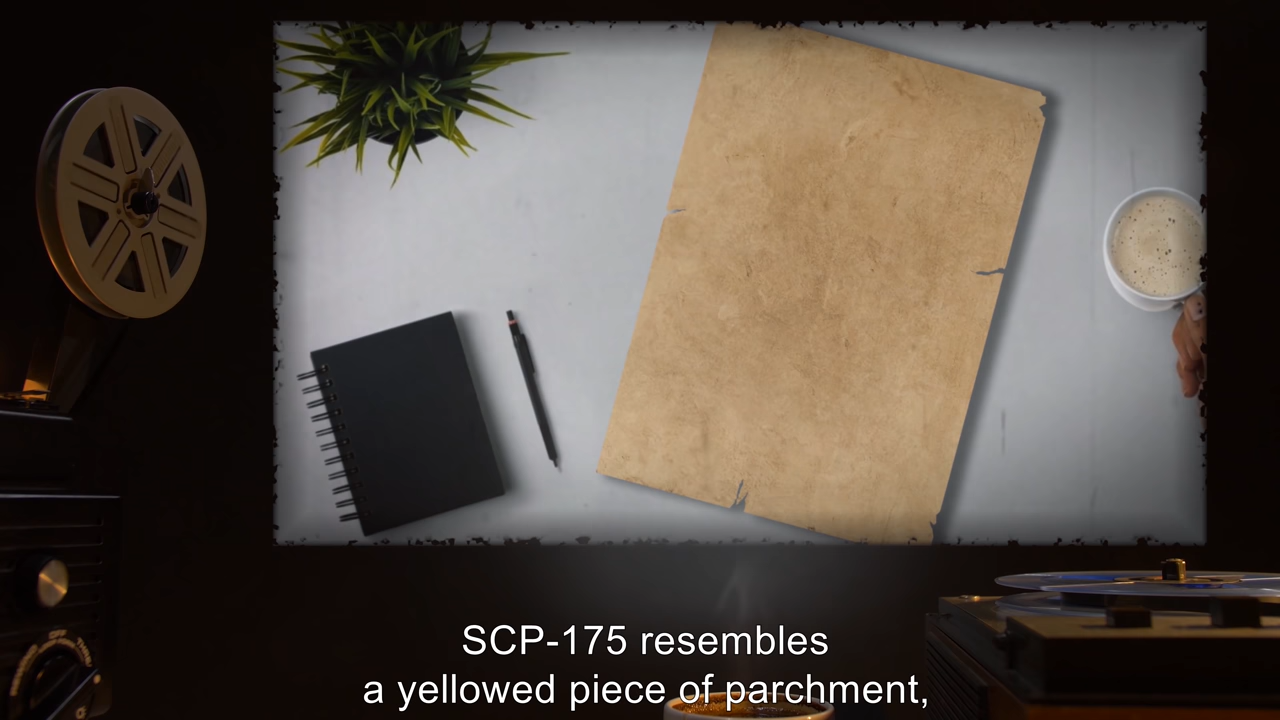 SCP-175 resembles
a yellowed piece of parchment,